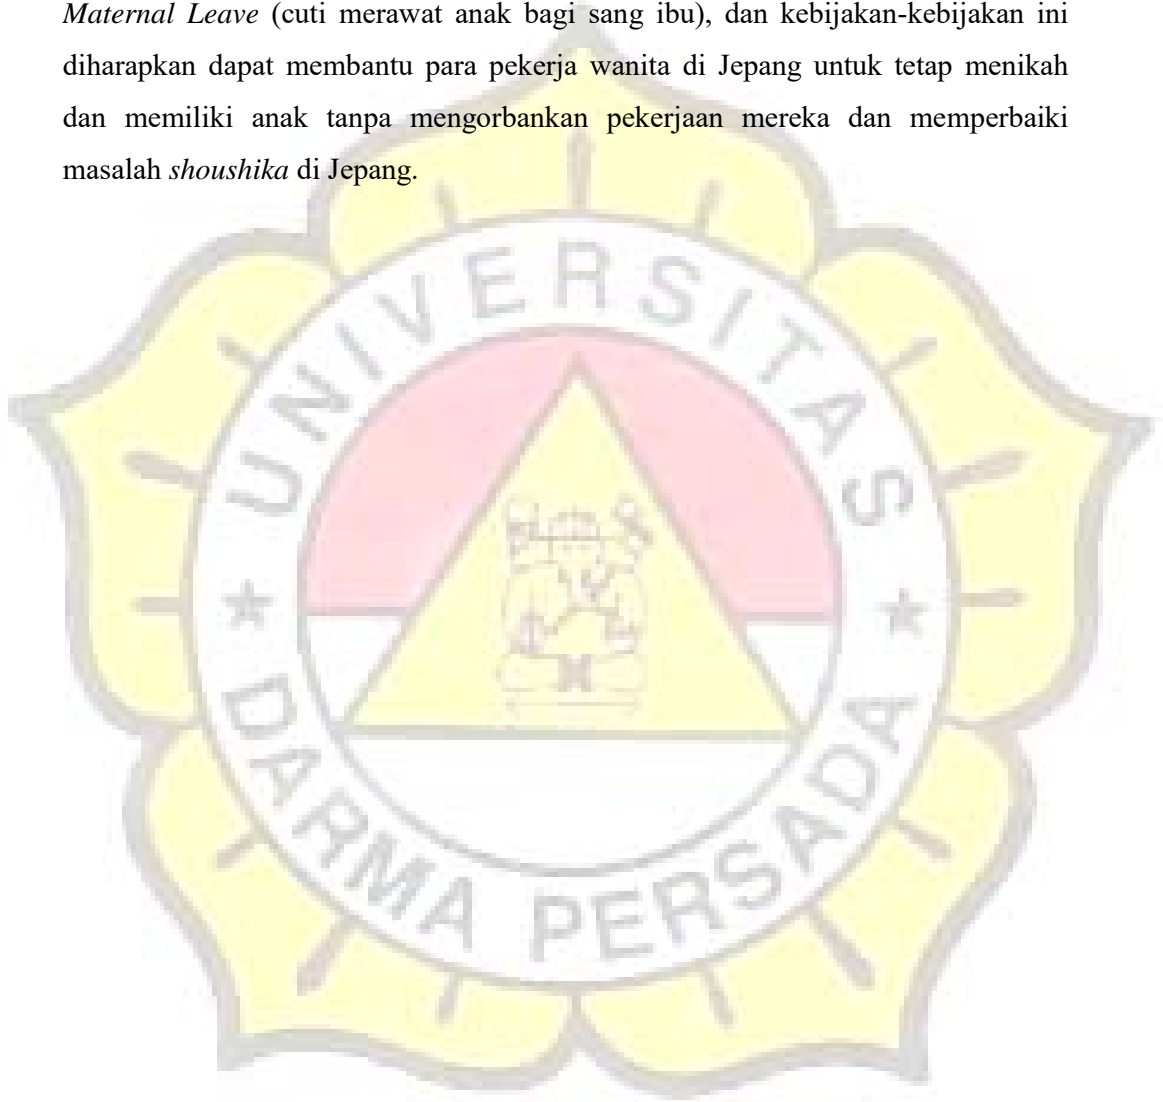 Maternal Leave (cuti merawat anak bagi sang ibu), dan kebijakan-kebijakan ini
diharapkan dapat membantu para pekerja wanita di Jepang untuk tetap menikah
dan memiliki anak tanpa mengorbankan pekerjaan mereka dan memperbaiki
masalah shoushika di Jepang.
UNIVERSITAS
DARMA PERSADA